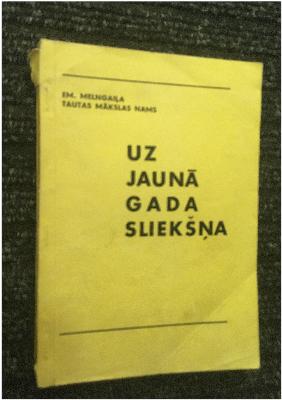 EM. MELNGAIĻA
TAUTAS MĀKSLAS NAMS
UZ
JAUNĀ
GADA
SLIEKŠŅA